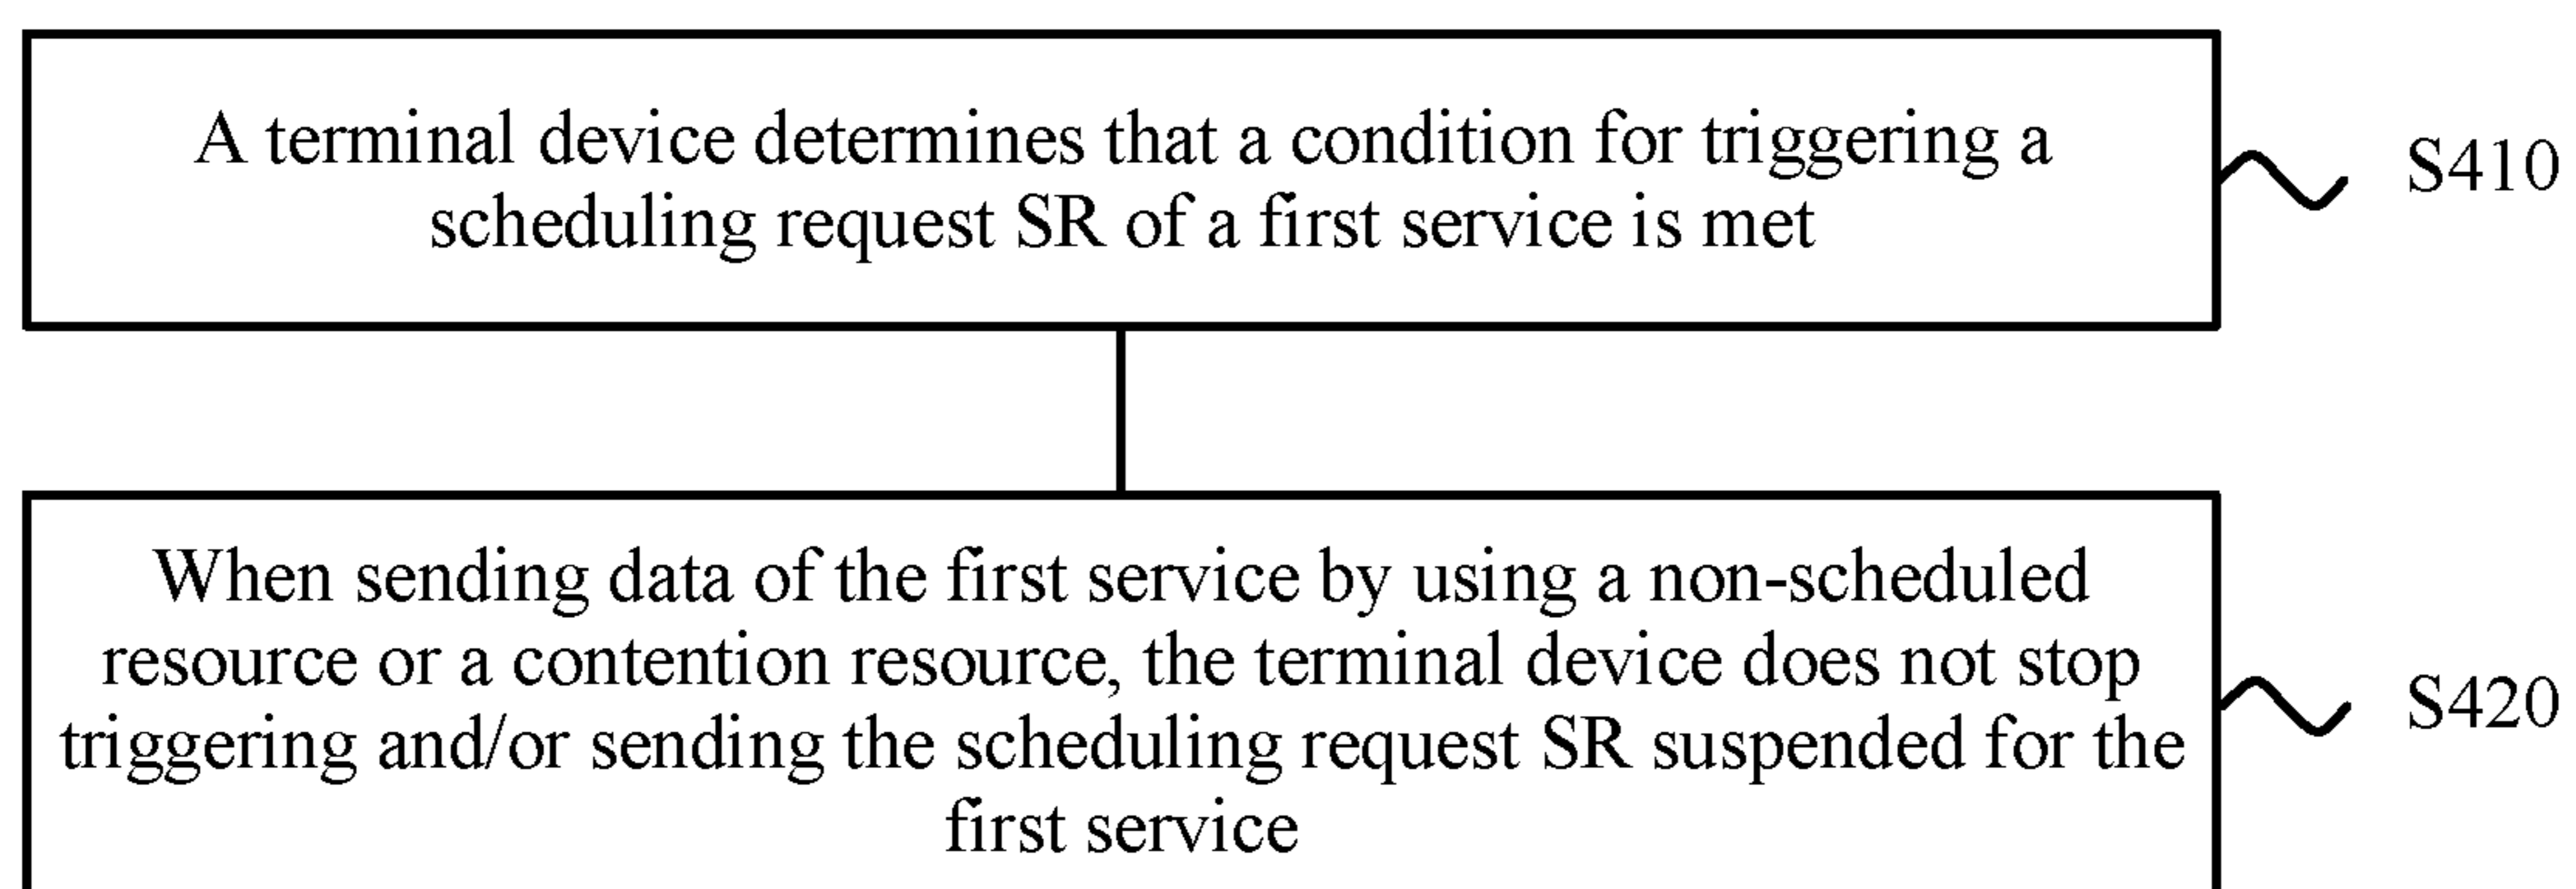 A terminal device determines that a condition for triggering a
scheduling request SR of a first service is met
S410
When sending data of the first service by using a non-scheduled
resource or a contention resource, the terminal device does not stop
triggering and/or sending the scheduling request SR suspended for the
first service
S420